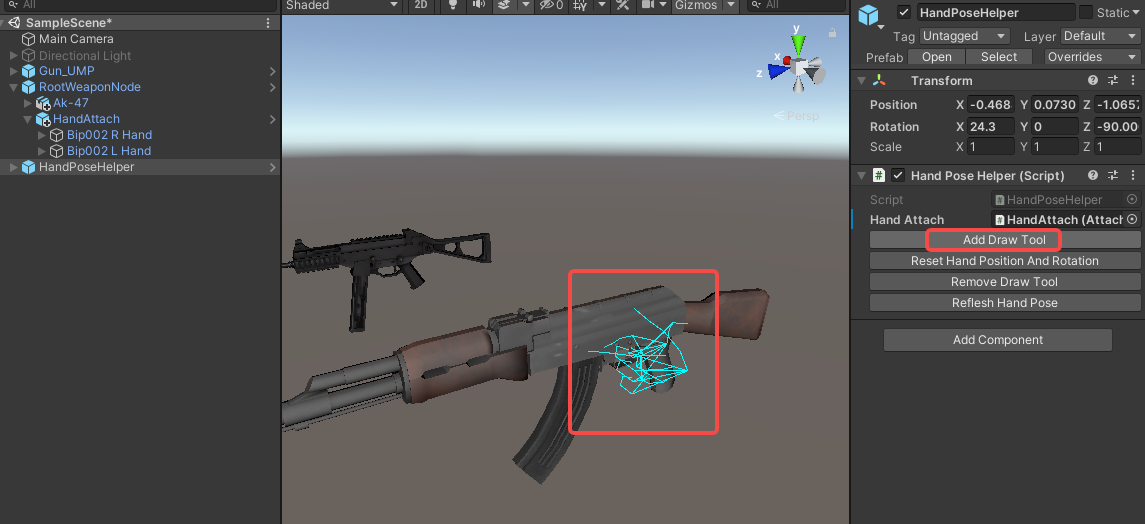 All
SampleScene*
Main Camera
Directional Light
Gun_UMP
RootWeaponNode
Ak-47
HandAttach
Bip002 R Hand
Bip002 L Hand
HandPoseHelper
Shaded
2D
0
Gizmos
All
y
x
z
Persp
HandPoseHelper
Static
Tag Untagged Layer Default
Prefab Open Select Overrides
Transform
Position X -0.468 Y 0.0730 Z -1.065
Rotation X 24.3 Y 0 Z -90.00
Scale X 1 Y 1 Z 1
# Hand Pose Helper (Script)
Script # HandPoseHelper
Hand Attach # HandAttach (Attach
Add Draw Tool
Reset Hand Position And Rotation
Remove Draw Tool
Reflesh Hand Pose
Add Component